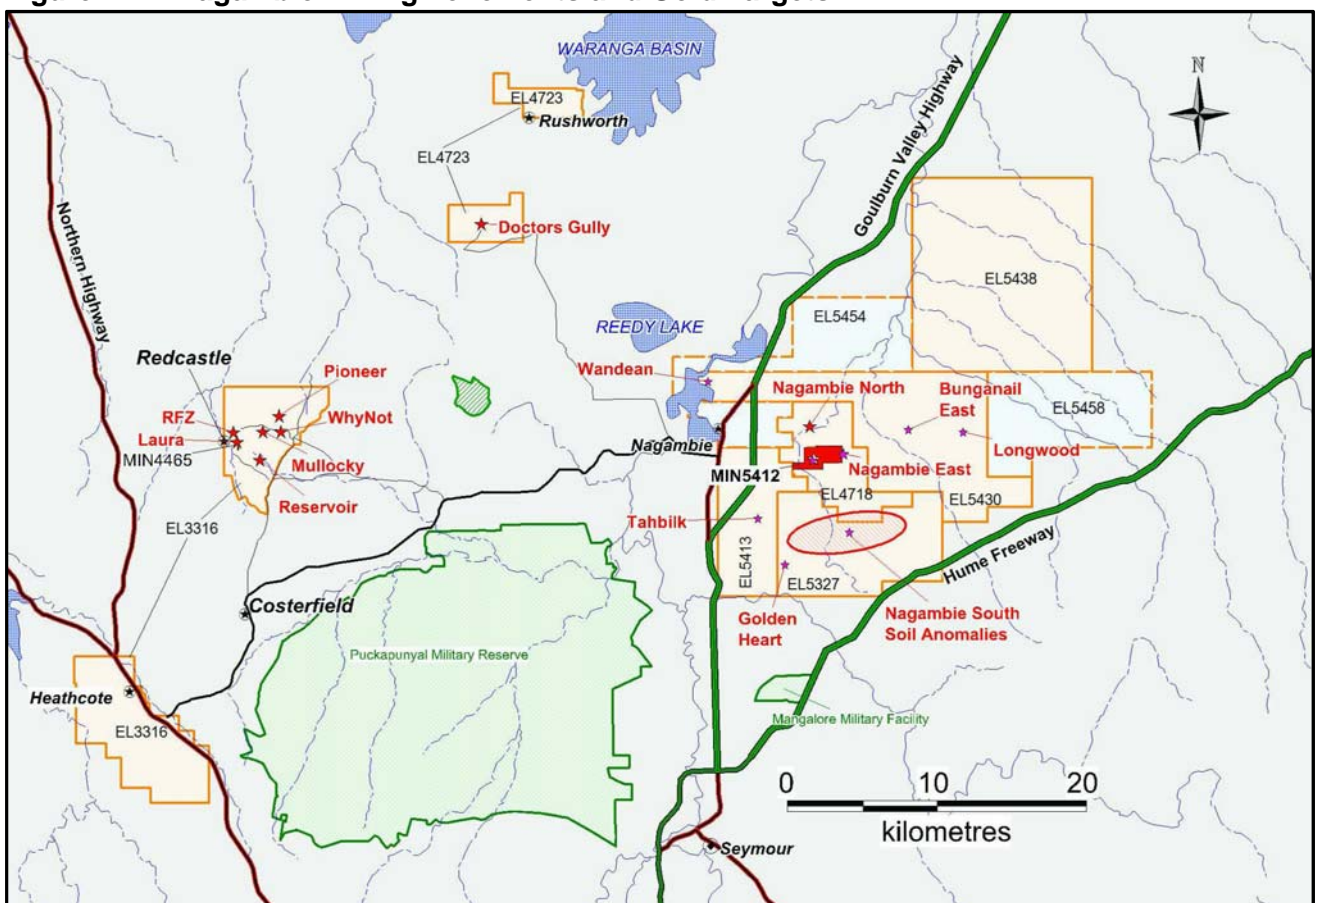 WARANGA BASIN
EL4723
Rushworth
EL4723
Doctors Gully
N
Goulburn Valley Highway
Northern Highway
EL5438
EL5454
REEDY LAKE
Redcastle
Wandean
Pioneer
Nagambie North
Bunganail
East
EL5458
RFZ
WhyNot
Laura
MIN4465
Nagambie
Longwood
Mullocky
MIN5412
Nagambie East
Reservoir
EL4718
EL5430
EL3316
Tahbilk
EL5413
Hume Freeway
EL5327
Costerfield
Golden
Heart
Nagambie South
Soil Anomalies
Puckapunyal Military Reserve
Heathcote
EL3316
Mangalore Military Facility
0 10 20
kilometres
Seymour